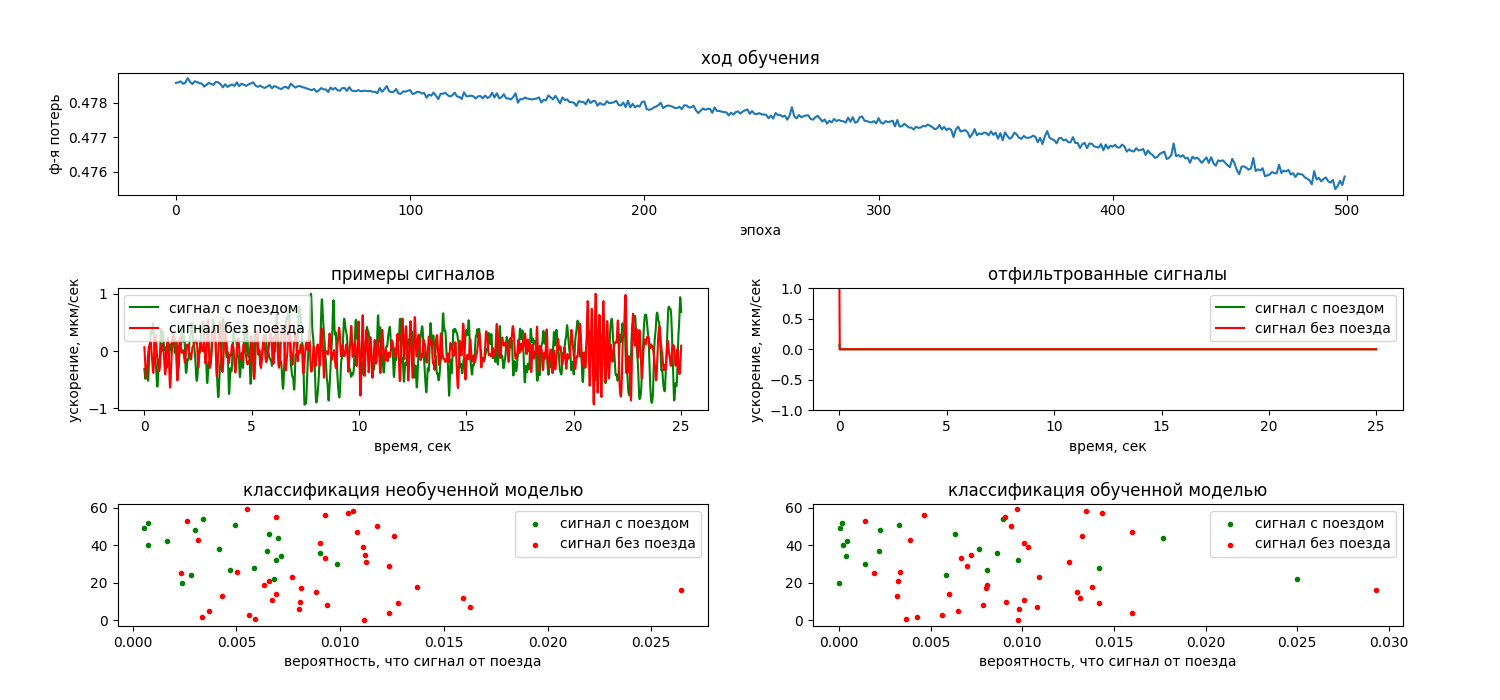 ход обучения
ф-я потерь
0.478
0.477
0.476
0 100 200 300 400 500
эпоха
примеры сигналов
ускорение, мкм/сек
1
0
−1
сигнал с поездом
сигнал без поезда
0 5 10 15 20 25
время, сек
отфильтрованные сигналы
ускорение, мкм/сек
1.0
0.5
0.0
−0.5
−1.0
сигнал с поездом
сигнал без поезда
0 5 10 15 20 25
время, сек
классификация необученной моделью
60
40
20
0
сигнал с поездом
сигнал без поезда
0.000 0.005 0.010 0.015 0.020 0.025
вероятность, что сигнал от поезда
классификация обученной моделью
60
40
20
0
сигнал с поездом
сигнал без поезда
0.000 0.005 0.010 0.015 0.020 0.025 0.030
вероятность, что сигнал от поезда